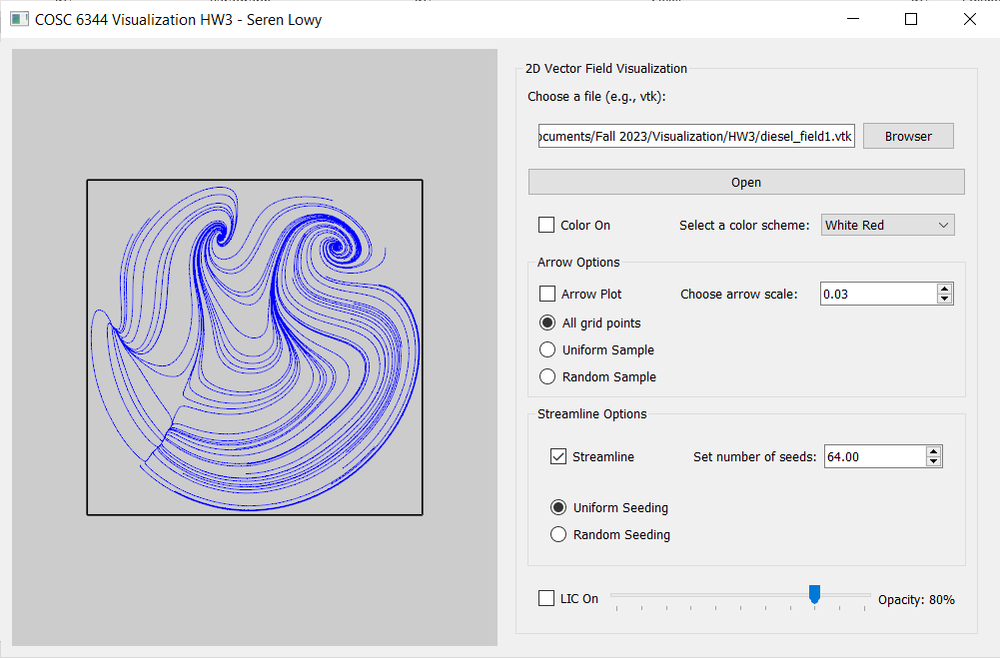 COSC 6344 Visualization HW3 - Seren Lowy
2D Vector Field Visualization
Choose a file (e.g., vtk):
ocuments/Fall 2023/Visualization/HW3/diesel_field1.vtk
Browser
Open
Color On
Select a color scheme:
White Red
Arrow Options
Arrow Plot
Choose arrow scale:
0.03
All grid points
Uniform Sample
Random Sample
Streamline Options
Streamline
Set number of seeds:
64.00
Uniform Seeding
Random Seeding
LIC On
Opacity: 80%